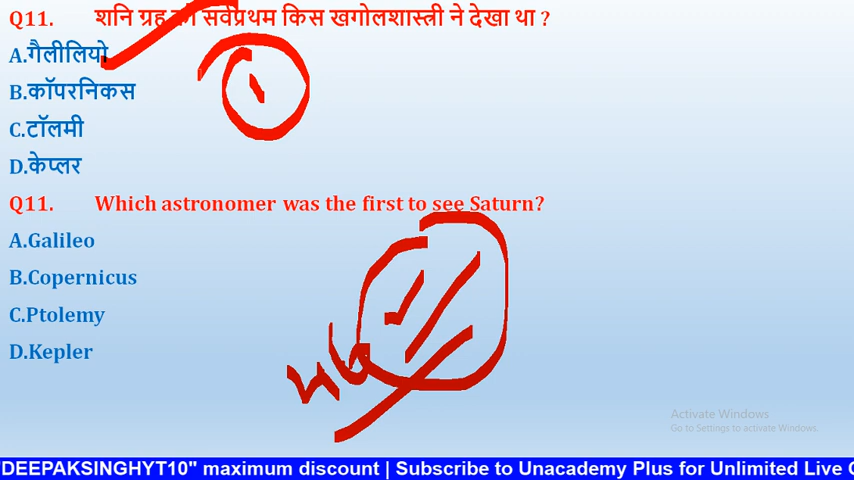 Q11. शनि ग्रह को सर्वप्रथम किस खगोलशास्त्री ने देखा था ?
A.गैलीलियो
B.कॉपरनिकस
C.टॉलमी
D.केप्लर
Q11. Which astronomer was the first to see Saturn?
A.Galileo
B.Copernicus
C.Ptolemy
D.Kepler
Activate Windows
Go to Settings to activate Windows.
"DEEPAKSINGHYT10" maximum discount | Subscribe to Unacademy Plus for Unlimited Live